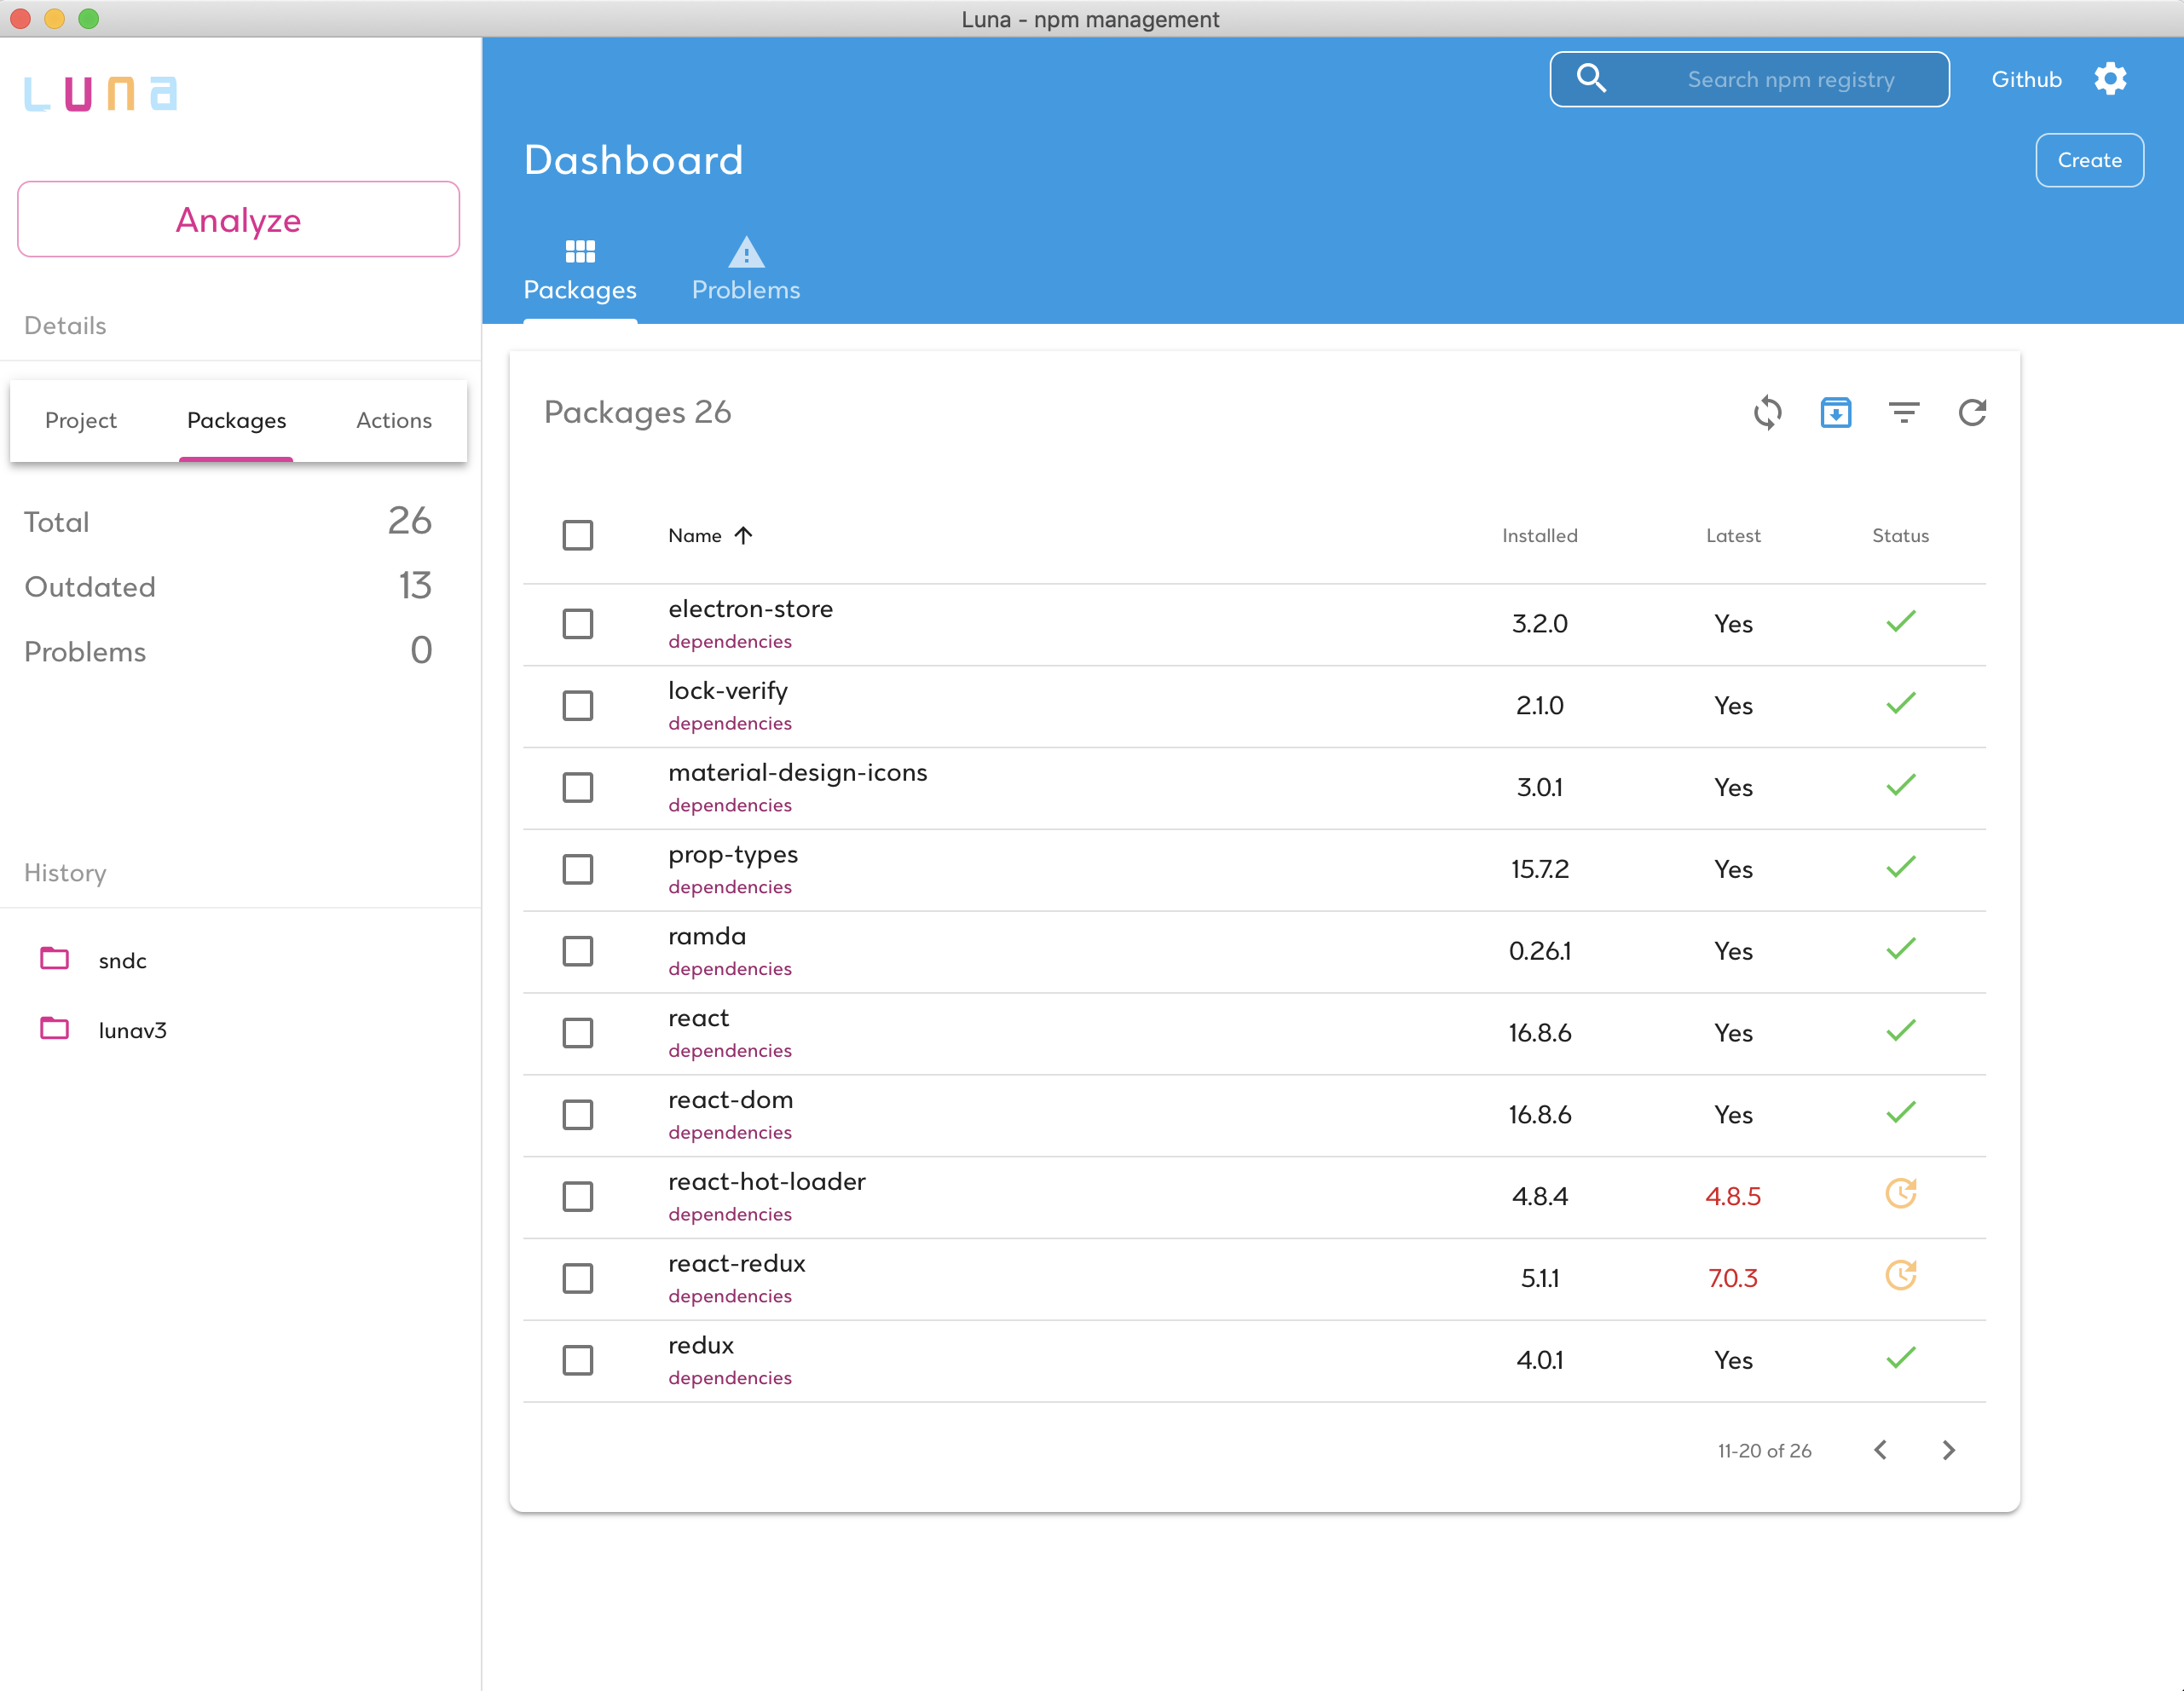 Luna - npm management
Luna
Search npm registry
Github
Dashboard
Create
Analyze
Packages
Problems
Details
Project Packages Actions
Total 26
Outdated 13
Problems 0
History
sndc
lunav3
Packages 26
Name Installed Latest Status
electron-store 3.2.0 Yes
dependencies
lock-verify 2.1.0 Yes
dependencies
material-design-icons 3.0.1 Yes
dependencies
prop-types 15.7.2 Yes
dependencies
ramda 0.26.1 Yes
dependencies
react 16.8.6 Yes
dependencies
react-dom 16.8.6 Yes
dependencies
react-hot-loader 4.8.4 4.8.5
dependencies
react-redux 5.1.1 7.0.3
dependencies
redux 4.0.1 Yes
dependencies
11-20 of 26